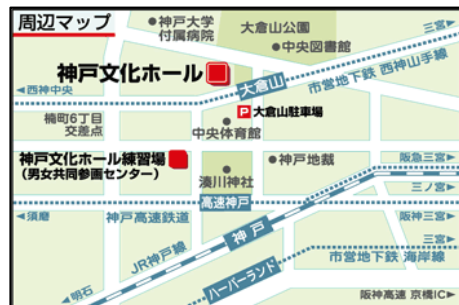 周辺マップ
神戸大学
付属病院
大倉山公園
中央図書館
三宮▶
神戸文化ホール
大倉山
市営地下鉄 西神山手線
◀西神中央
P 大倉山駐車場
楠町6丁目
交差点
中央体育館
神戸文化ホール練習場
(男女共同参画センター)
神戸地裁
阪急三宮▶
湊川神社
三ノ宮▶
高速神戸
◀須磨
神戸高速鉄道
阪神三宮▶
神戸
三宮▶
JR神戸線
市営地下鉄 海岸線
ハーバーランド
◀明石
阪神高速 京橋IC▶